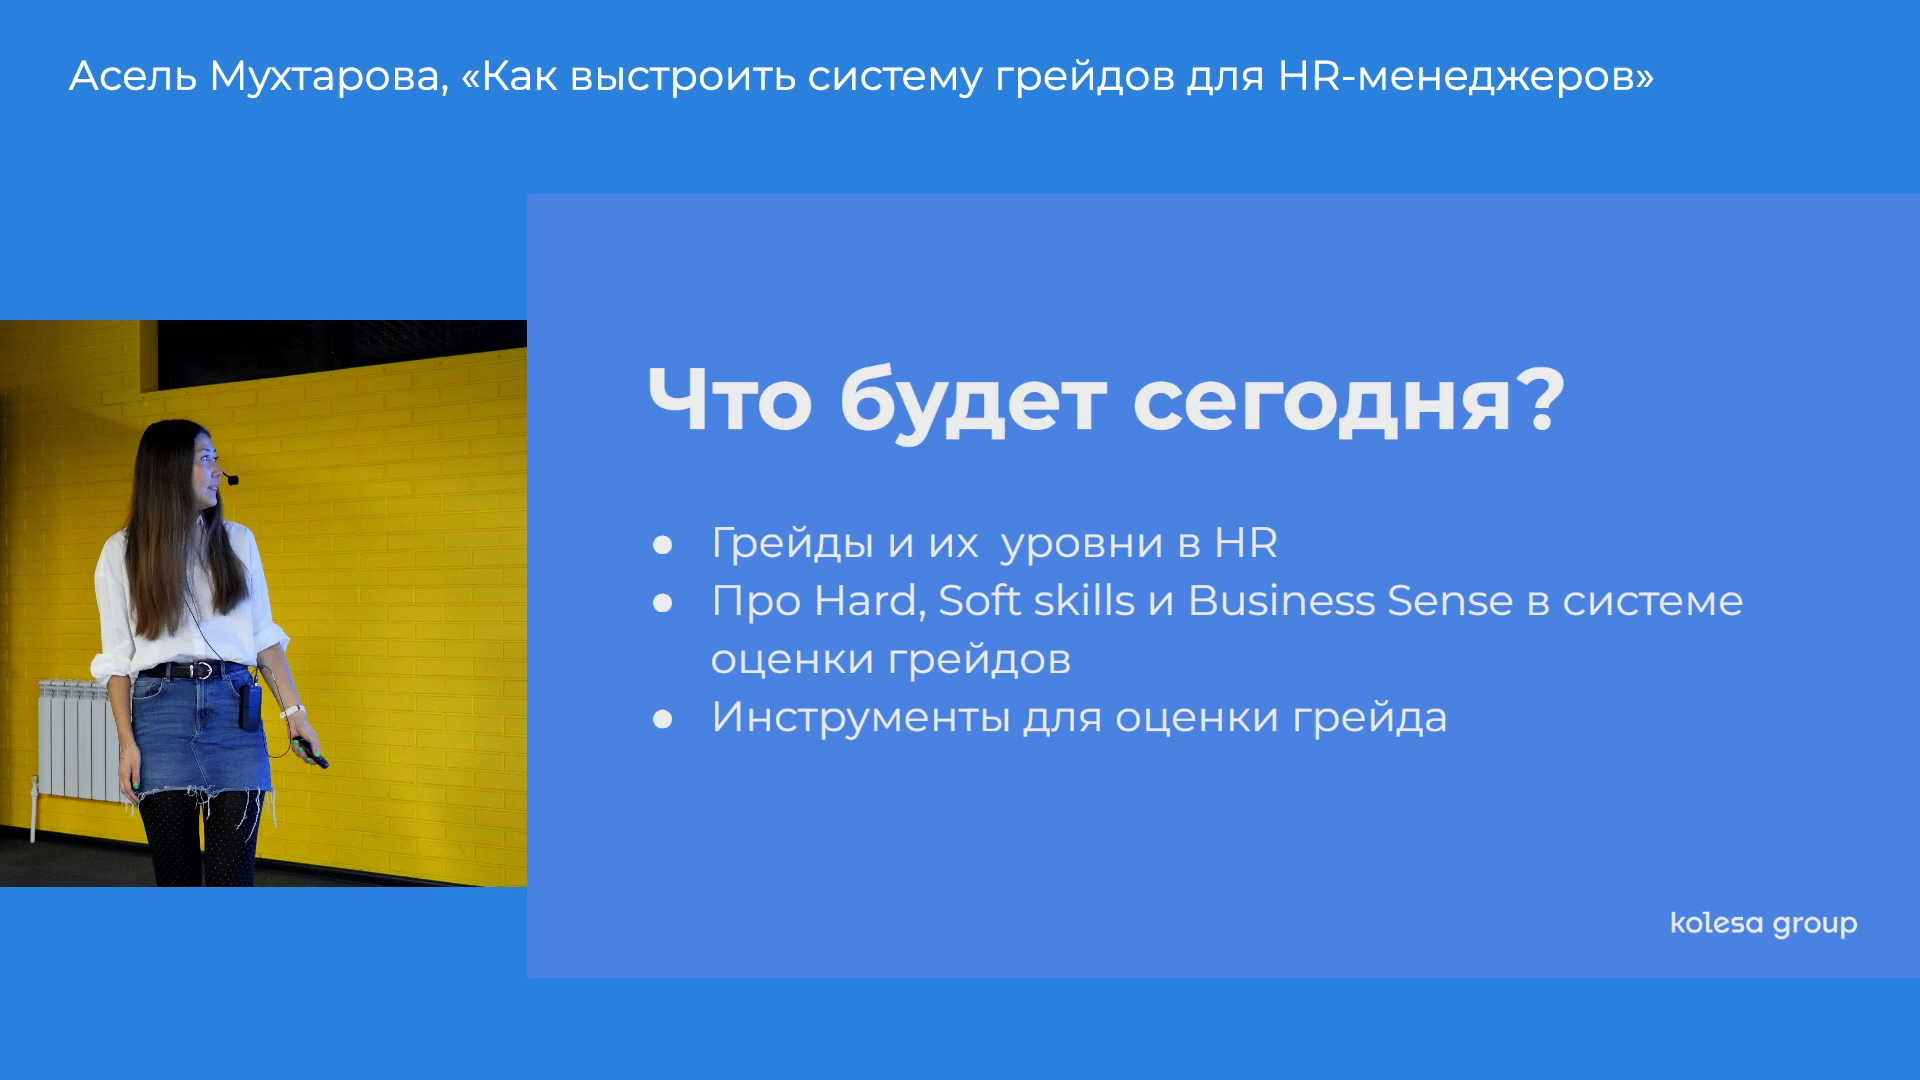 Асель Мухтарова, «Как выстроить систему грейдов для HR-менеджеров»
Что будет сегодня?
● Грейды и их уровни в HR
● Про Hard, Soft skills и Business Sense в системе
оценки грейдов
● Инструменты для оценки грейда
kolesa group